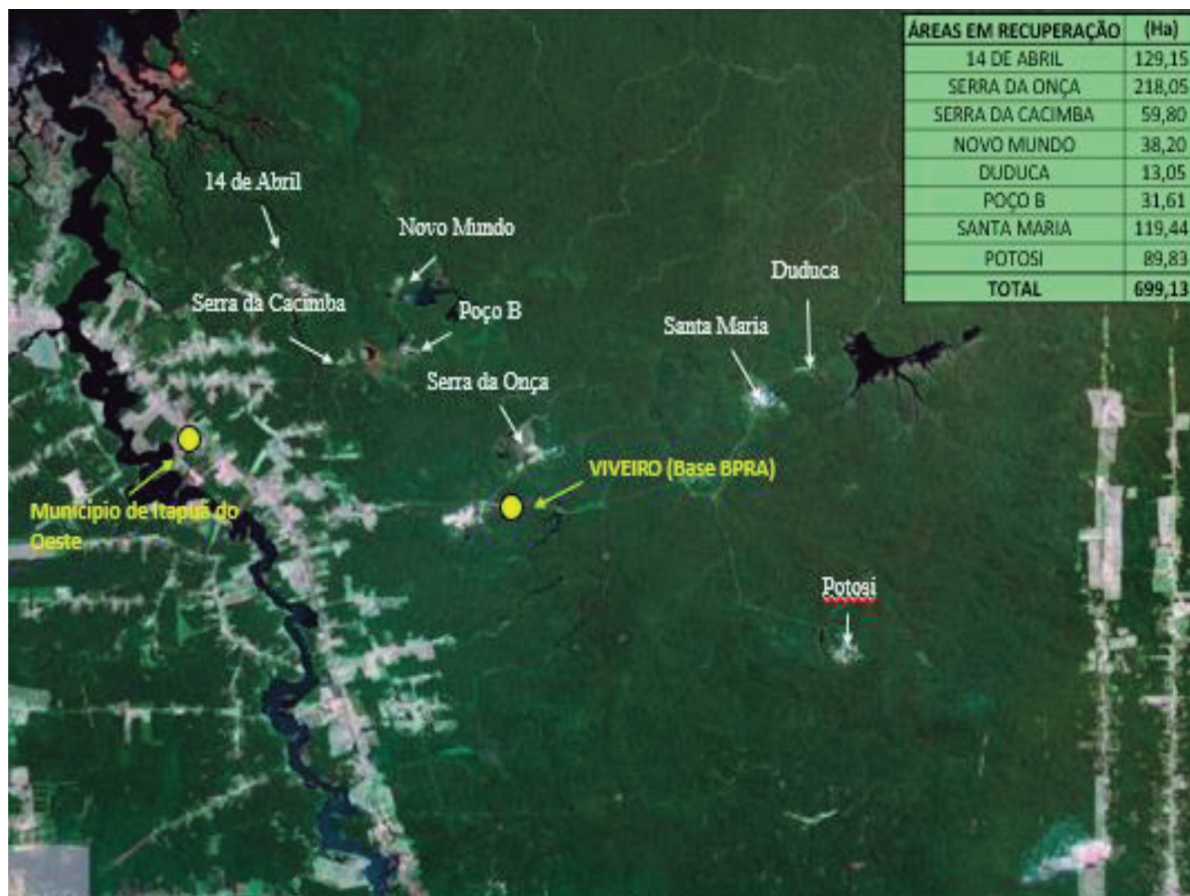 ÁREAS EM RECUPERAÇÃO (Ha)
14 DE ABRIL 129,15
SERRA DA ONÇA 218,05
SERRA DA CACIMBA 59,80
NOVO MUNDO 38,20
DUDUCA 13,05
POÇO B 31,61
SANTA MARIA 119,44
POTOSI 89,83
TOTAL 699,13
14 de Abril
Novo Mundo
Duduca
Serra da Cacimba
Poço B
Santa Maria
Serra da Onça
VIVEIRO (Base BPRA)
Município de Itapuã do
Oeste
Potosi